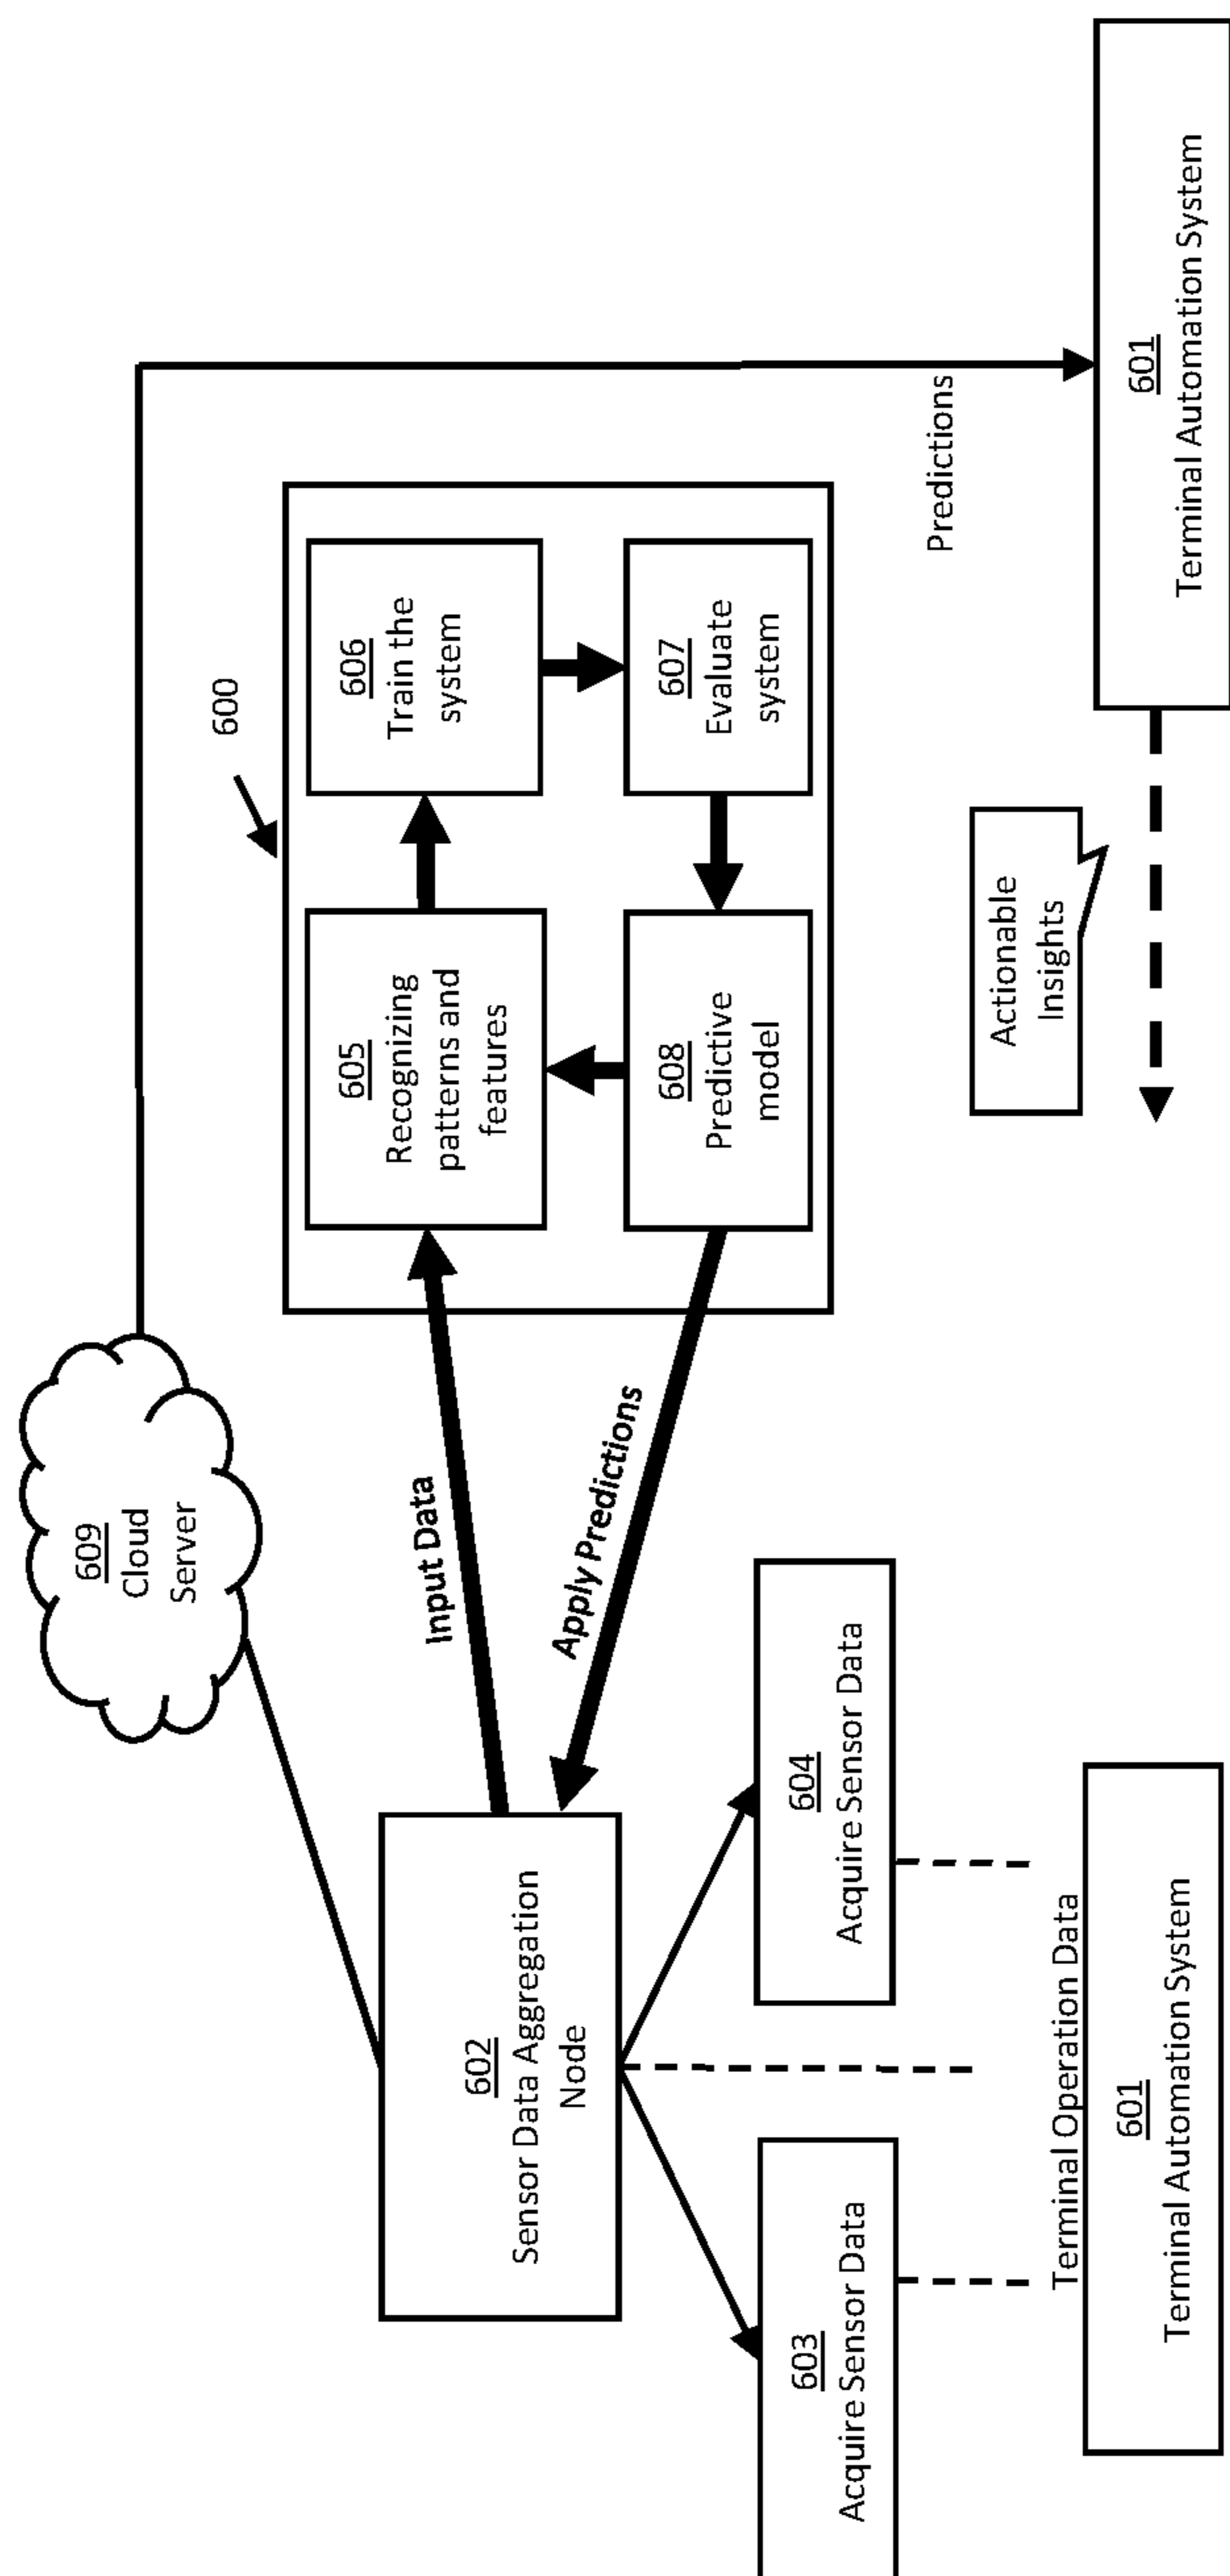 609
Cloud
Server
600
602
Sensor Data Aggregation
Node
Input Data
Apply Predictions
605
Recognizing
patterns and
features
606
Train the
system
608
Predictive
model
607
Evaluate
system
603
Acquire Sensor Data
604
Acquire Sensor Data
Predictions
Actionable
Insights
Terminal Operation Data
601
Terminal Automation System
601
Terminal Automation System